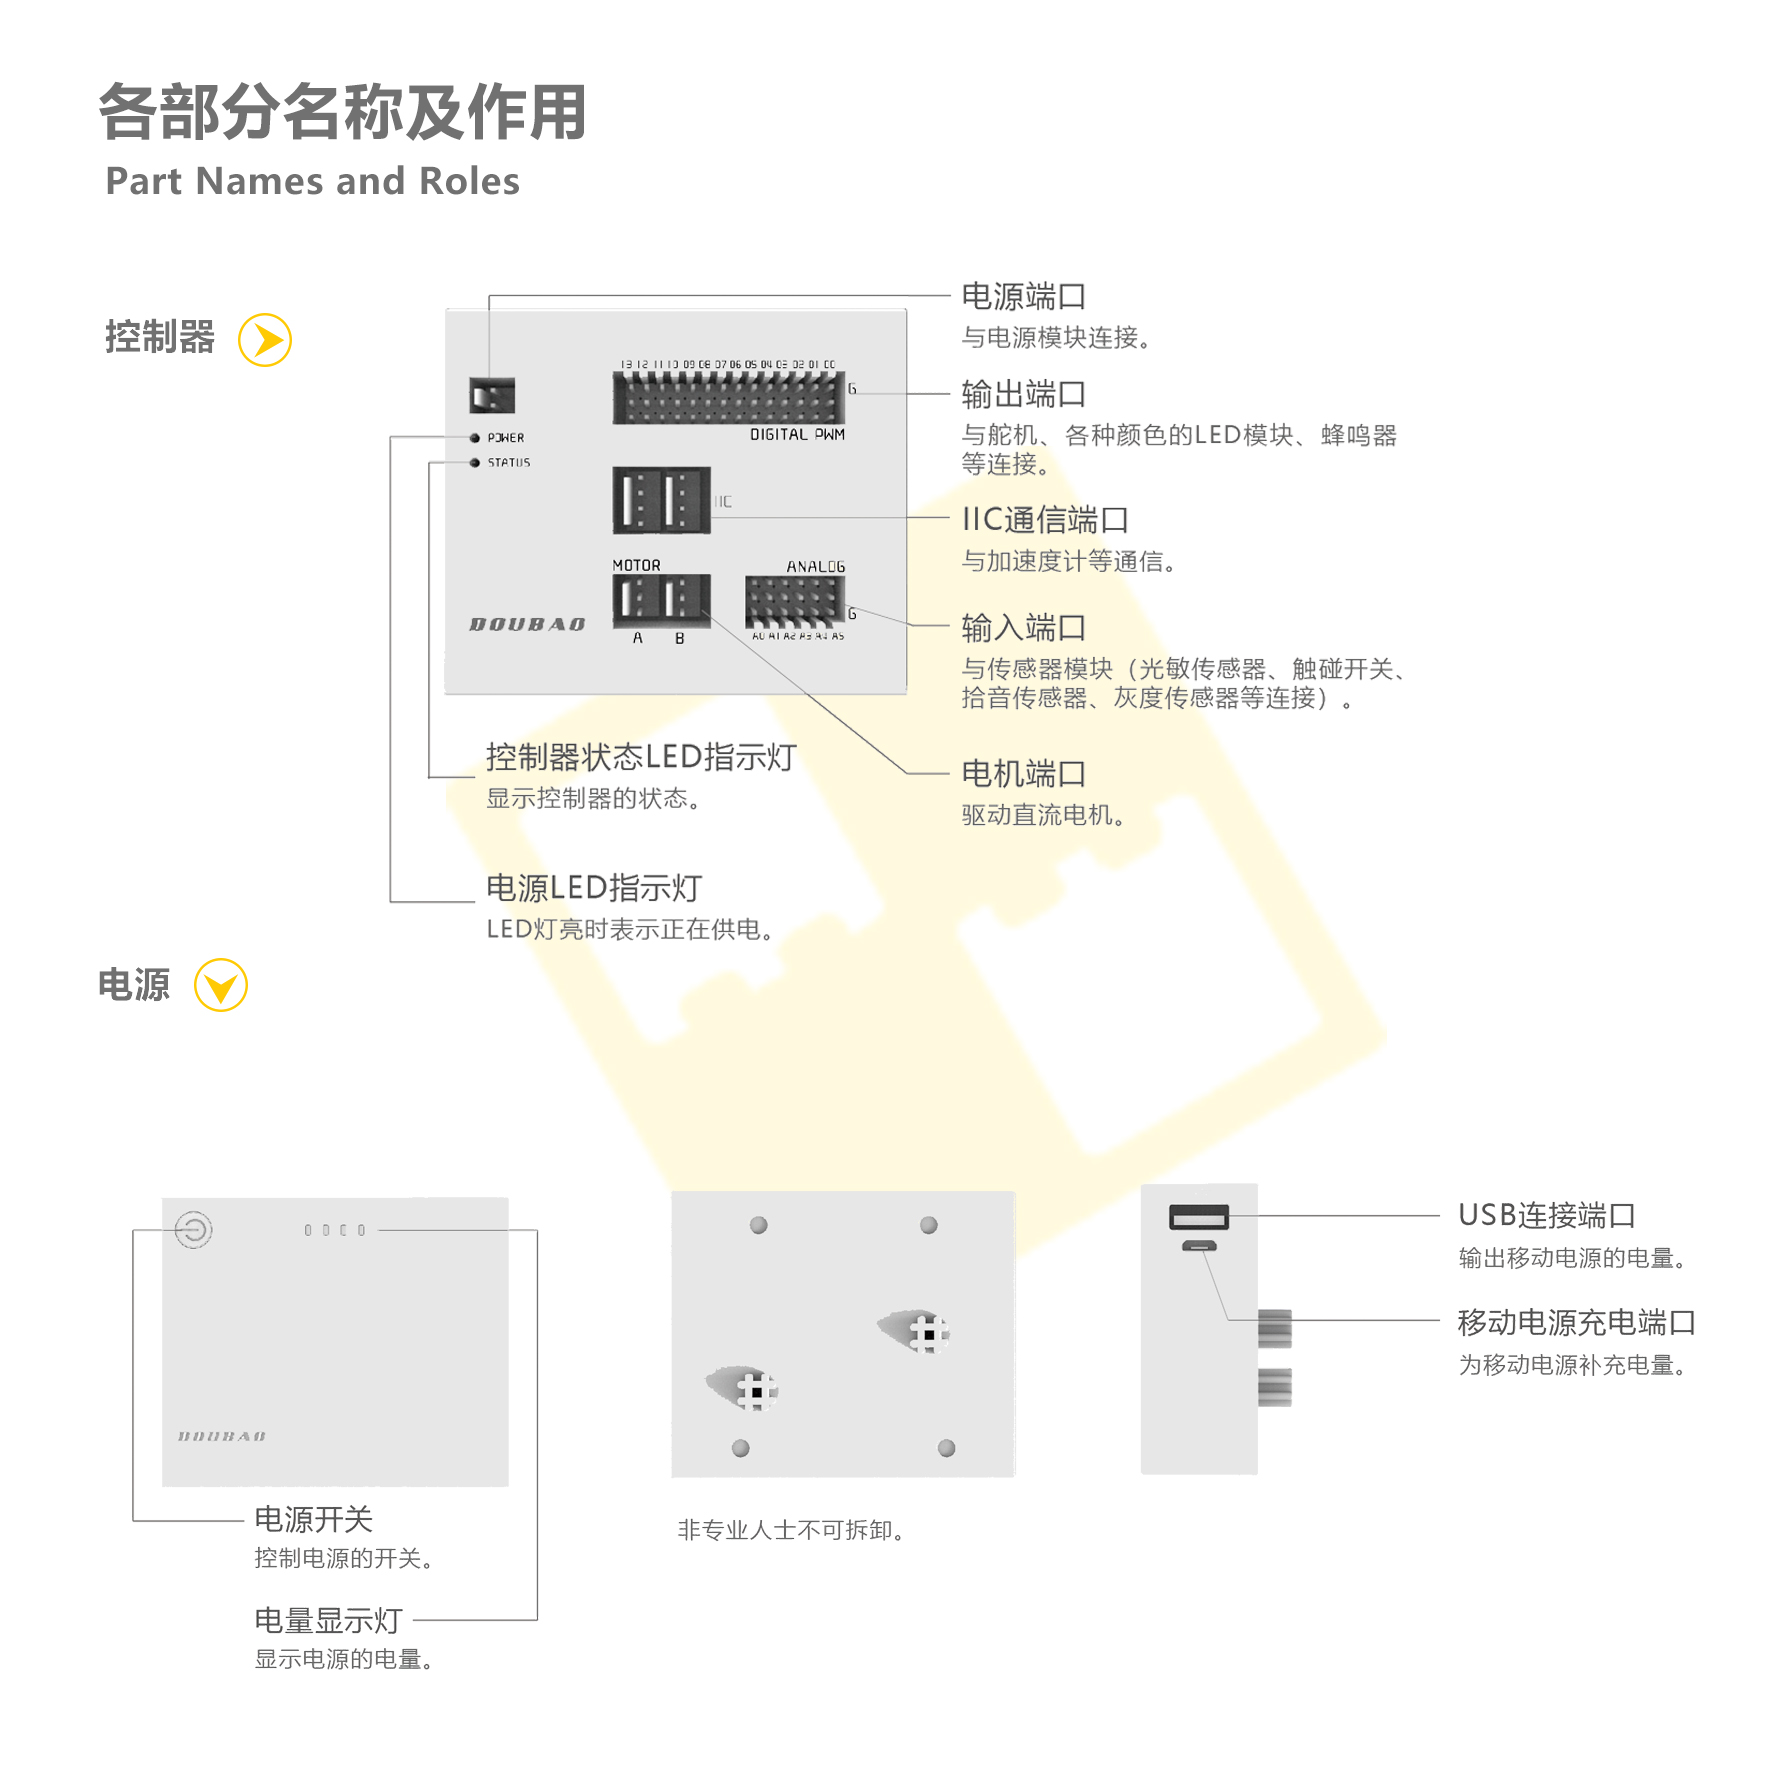 各部分名称及作用
Part Names and Roles
控制器
电源端口
与电源模块连接。
13 12 11 10 09 08 07 06 05 04 03 02 01 00
G
输出端口
DIGITAL PWM
与舵机、各种颜色的LED模块、蜂鸣器
等连接。
POWER
STATUS
IIC
IIC通信端口
与加速度计等通信。
MOTOR
ANALOG
G
A B
A0 A1 A2 A3 A4 A5
DOUBAO
输入端口
与传感器模块（光敏传感器、触碰开关、
拾音传感器、灰度传感器等连接）。
控制器状态LED指示灯
显示控制器的状态。
电机端口
驱动直流电机。
电源LED指示灯
LED灯亮时表示正在供电。
电源
DOUBAO
USB连接端口
输出移动电源的电量。
移动电源充电端口
为移动电源补充电量。
电源开关
控制电源的开关。
非专业人士不可拆卸。
电量显示灯
显示电源的电量。